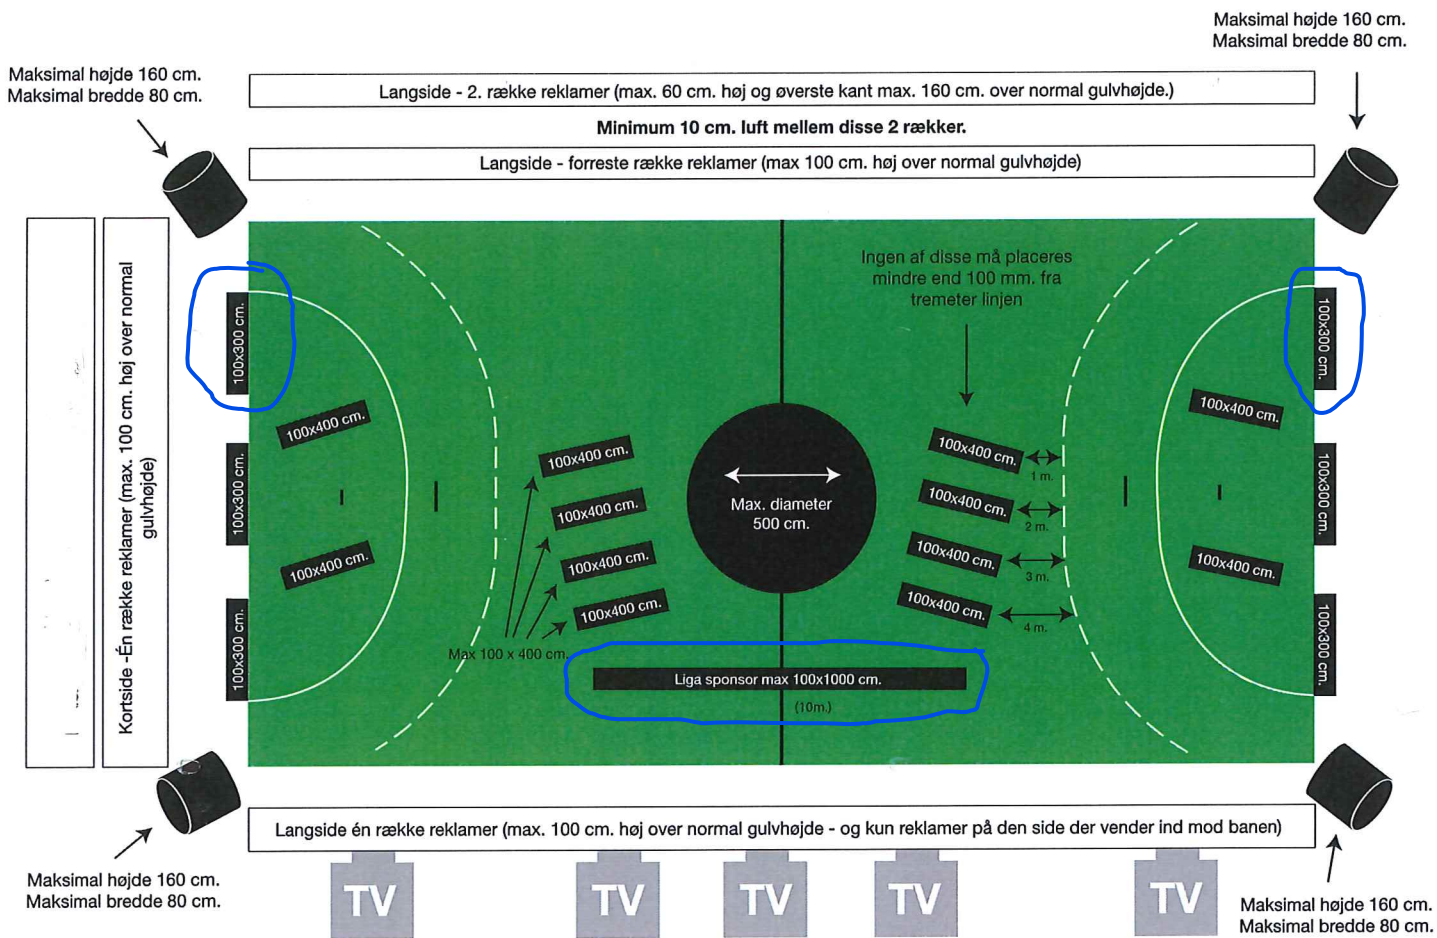 Maksimal højde 160 cm.
Maksimal bredde 80 cm.
Maksimal højde 160 cm.
Maksimal bredde 80 cm.
Langside - 2. række reklamer (max. 60 cm. høj og øverste kant max. 160 cm. over normal gulvhøjde.)
Minimum 10 cm. luft mellem disse 2 rækker.
Langside - forreste række reklamer (max 100 cm. høj over normal gulvhøjde)
Kortside -Én række reklamer (max. 100 cm. høj over normal
gulvhøjde)
100x300 cm.
100x300 cm.
100x300 cm.
100x400 cm.
100x400 cm.
100x400 cm.
100x400 cm.
100x400 cm.
100x400 cm.
Max 100 x 400 cm.
Max. diameter
500 cm.
Ingen af disse må placeres
mindre end 100 mm. fra
tremeter linjen
100x400 cm.
1 m.
100x400 cm.
2 m.
100x400 cm.
3 m.
100x400 cm.
4 m.
100x400 cm.
100x400 cm.
100x300 cm.
100x300 cm.
100x300 cm.
Liga sponsor max 100x1000 cm.
(10m.)
Langside én række reklamer (max. 100 cm. høj over normal gulvhøjde - og kun reklamer på den side der vender ind mod banen)
TV
TV
TV
TV
TV
Maksimal højde 160 cm.
Maksimal bredde 80 cm.
Maksimal højde 160 cm.
Maksimal bredde 80 cm.